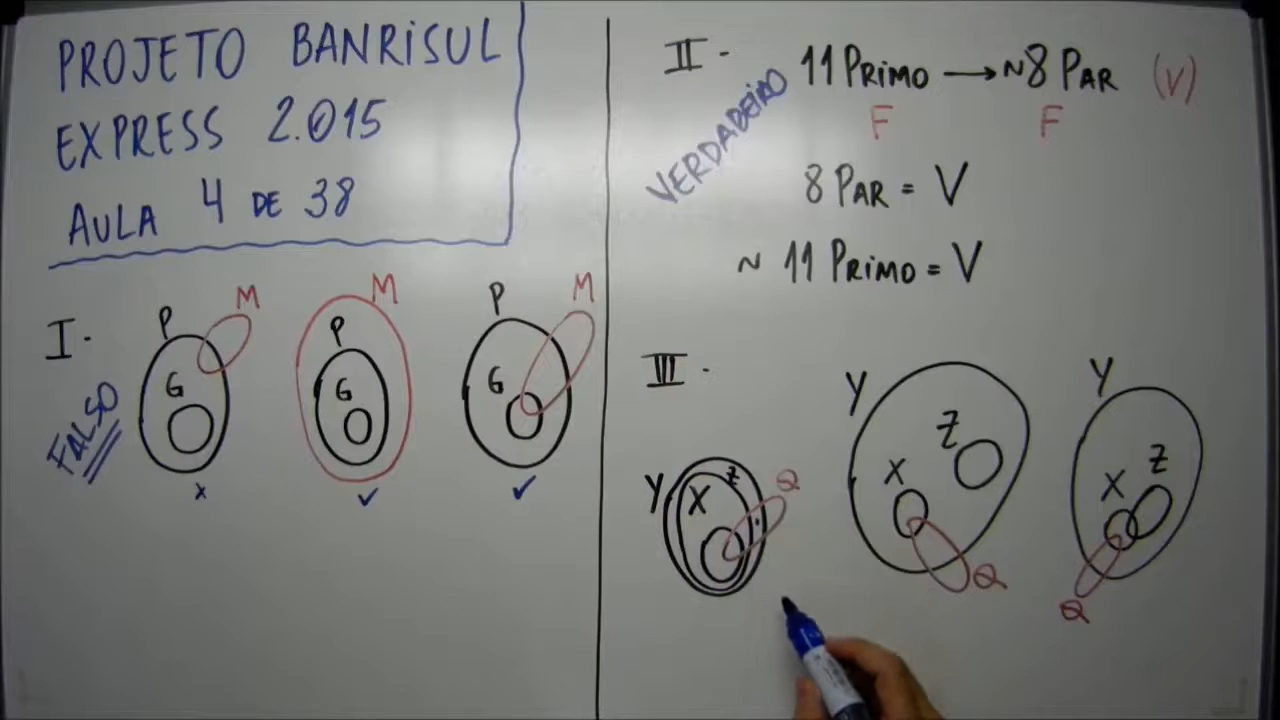 PROJETO BANRISUL
EXPRESS 2.015
AULA 4 DE 38
I-
FALSO
P M
G
x
M
P
G
✓
P M
G
✓
II- 11 PRIMO → ~8 PAR (V)
F F
VERDADEIRO
8 PAR = V
~ 11 PRIMO = V
III-
Y X Z Q
Y Z
X
Q
Y
X Z
Q